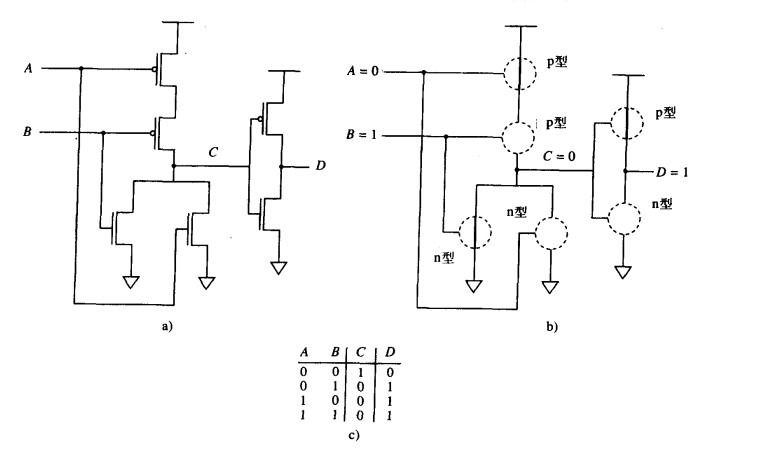 A
B
C
D
a)
A = 0
B = 1
p型
p型
p型
C = 0
D = 1
n型
n型
n型
b)
A B C D
0 0 1 0
0 1 0 1
1 0 0 1
1 1 0 1
c)